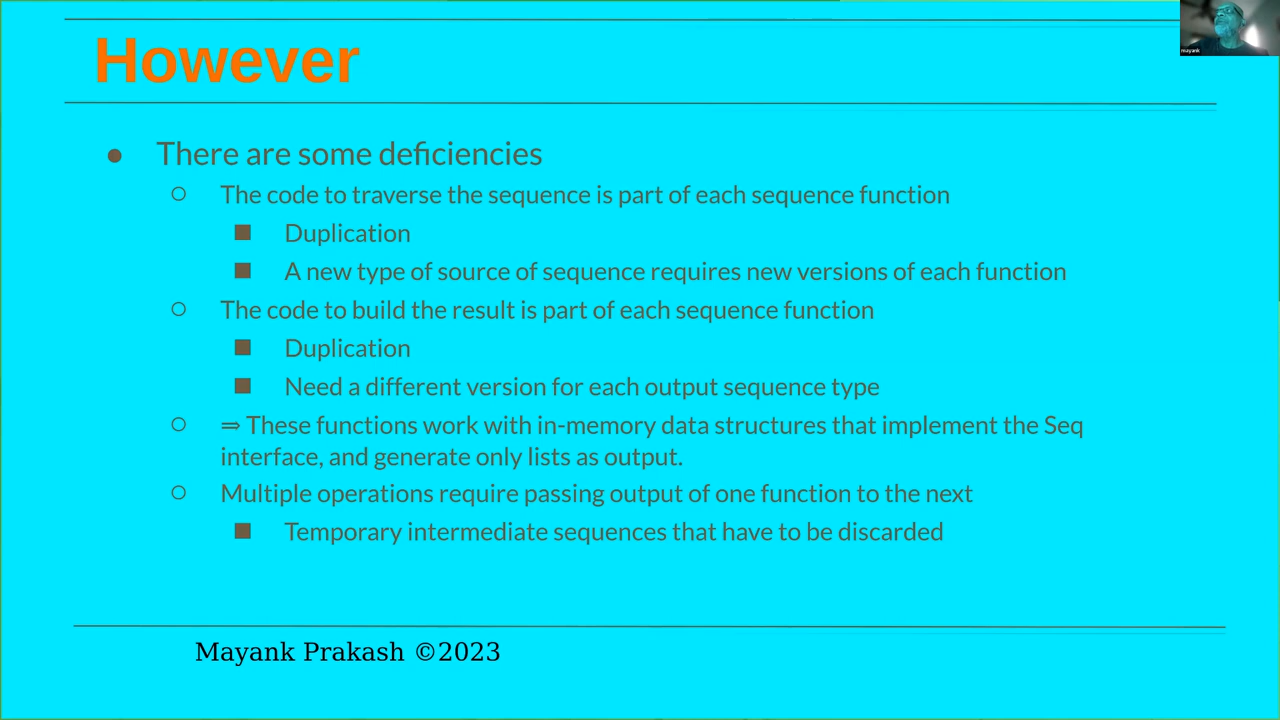 However
mayank
● There are some deficiencies
○ The code to traverse the sequence is part of each sequence function
■ Duplication
■ A new type of source of sequence requires new versions of each function
○ The code to build the result is part of each sequence function
■ Duplication
■ Need a different version for each output sequence type
○ ⇒ These functions work with in-memory data structures that implement the Seq
interface, and generate only lists as output.
○ Multiple operations require passing output of one function to the next
■ Temporary intermediate sequences that have to be discarded
Mayank Prakash ©2023